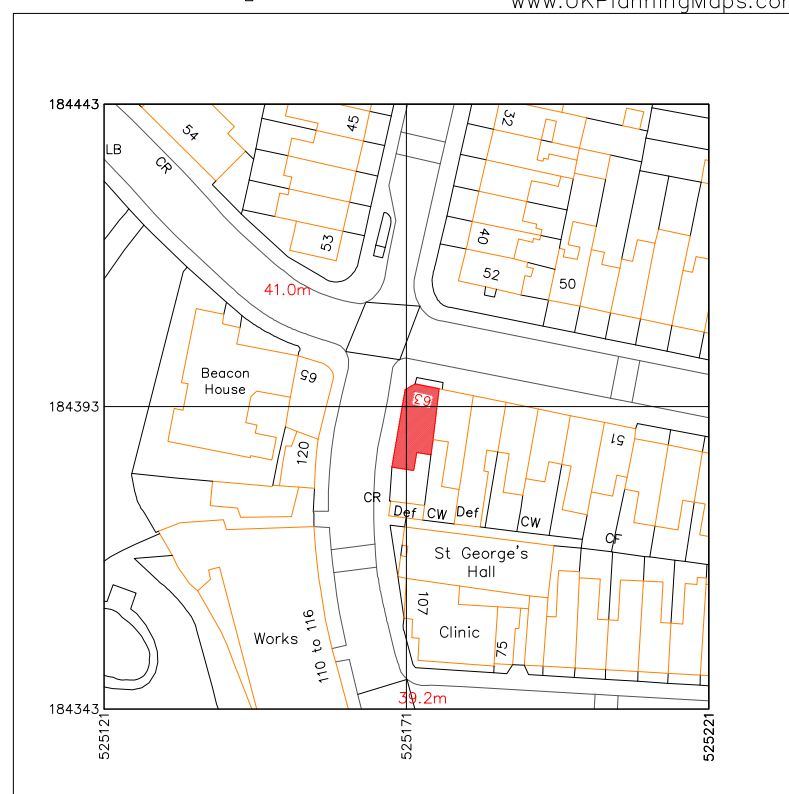 www.UKPlanningMaps.com
184443
54
45
32
LB
CR
53
40
52
50
41.0m
Beacon
House
65
63
184393
51
120
CR
Def
CW
Def
CW
CF
St George's
Hall
107
Clinic
75
Works
110 to 116
39.2m
184343
525121
525171
525221